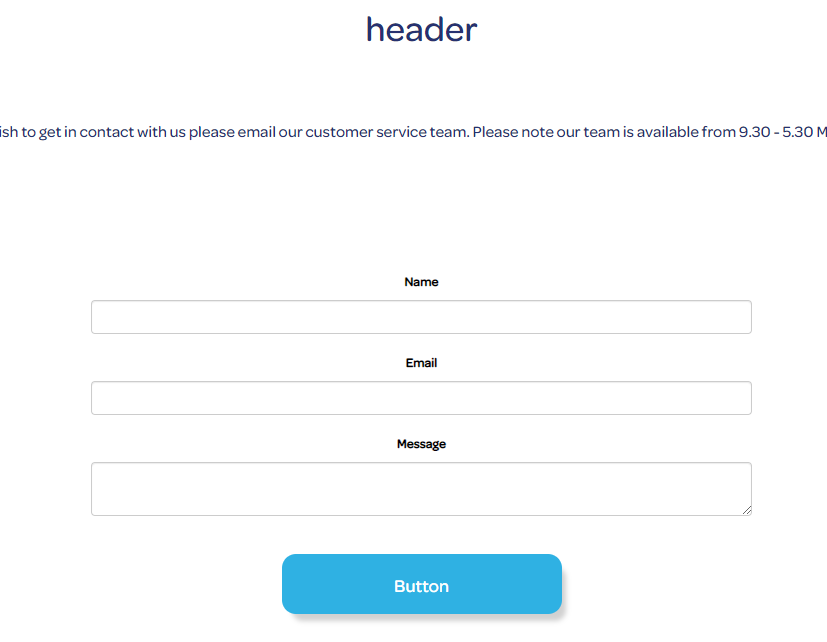 header
ish to get in contact with us please email our customer service team. Please note our team is available from 9.30 - 5.30 M
Name
Email
Message
Button